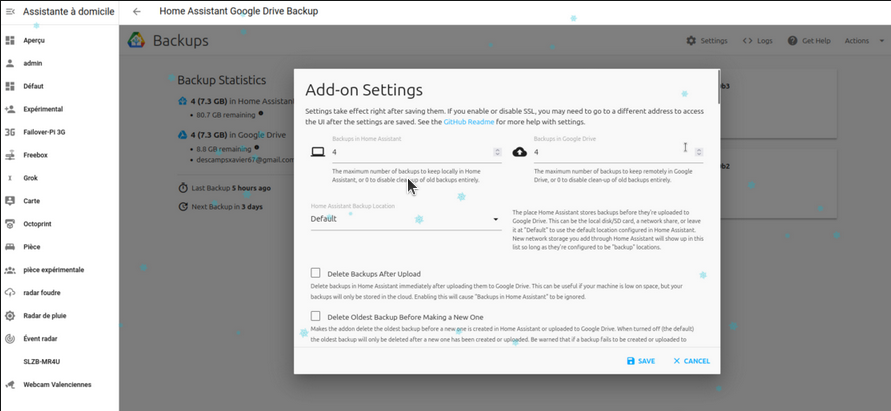 Assistante à domicile
Home Assistant Google Drive Backup
Aperçu
admin
Défaut
Expérimental
Failover-Pi 3G
Freebox
Grok
Carte
Octoprint
Pièce
pièce expérimentale
radar foudre
Radar de pluie
Évent radar
SLZB-MR4U
Webcam Valenciennes
Backups
Settings
Logs
Get Help
Actions
Backup Statistics
4 (7.3 GB) in Home Assistant
80.7 GB remaining
4 (7.3 GB) in Google Drive
8.8 GB remaining
descampsxavier67@gmail.com
Last Backup 5 hours ago
Next Backup in 3 days
Add-on Settings
Settings take effect right after saving them. If you enable or disable SSL, you may need to go to a different address to access
the UI after the settings are saved. See the GitHub Readme for more help with settings.
Backups in Home Assistant
4
The maximum number of backups to keep locally in Home
Assistant, or 0 to disable clean-up of old backups entirely.
Backups in Google Drive
4
The maximum number of backups to keep remotely in Google
Drive, or 0 to disable clean-up of old backups entirely.
Home Assistant Backup Location
Default
The place Home Assistant stores backups before they're uploaded to
Google Drive. This can be the local disk/SD card, a network share, or leave
it at "Default" to use the default location configured in Home Assistant.
New network storage you add through Home Assistant will show up in this
list so long as they're configured to be "backup" locations.
Delete Backups After Upload
Delete backups in Home Assistant immediately after uploading them to Google Drive. This can be useful if your machine is low on space, but your
backups will only be stored in the cloud. Enabling this will cause "Backups in Home Assistant" to be ignored.
Delete Oldest Backup Before Making a New One
Makes the addon delete the oldest backup before a new one is created in Home Assistant or uploaded to Google Drive. When turned off (the default)
the oldest backup will only be deleted after a new one has been created or uploaded. Be warned that if a backup fails to be created or uploaded to
SAVE
CANCEL